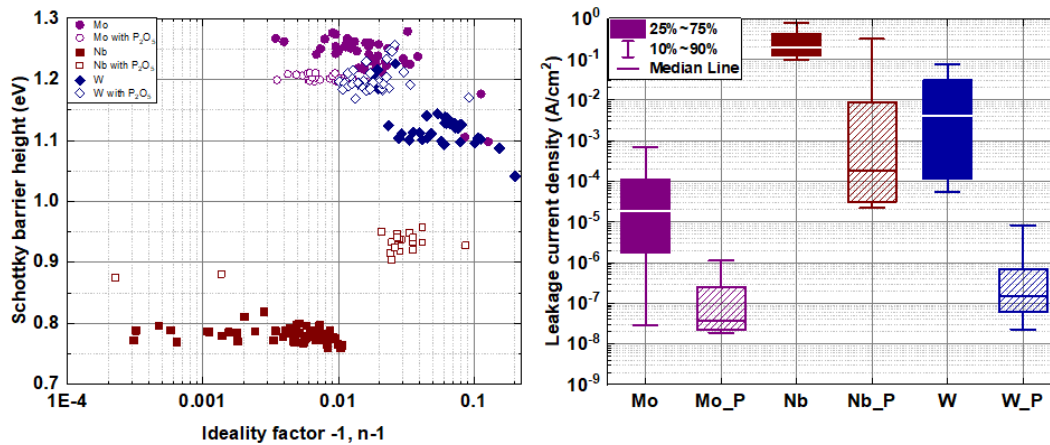 1.3
1.2
1.1
1.0
0.9
0.8
0.7
Schottky barrier height (eV)
Mo
Mo with P₂O₅
Nb
Nb with P₂O₅
W
W with P₂O₅
1E-4
0.001
0.01
0.1
Ideality factor -1, n-1
10⁰
10⁻¹
10⁻²
10⁻³
10⁻⁴
10⁻⁵
10⁻⁶
10⁻⁷
10⁻⁸
10⁻⁹
Leakage current density (A/cm²)
25%~75%
10%~90%
Median Line
Mo
Mo_P
Nb
Nb_P
W
W_P